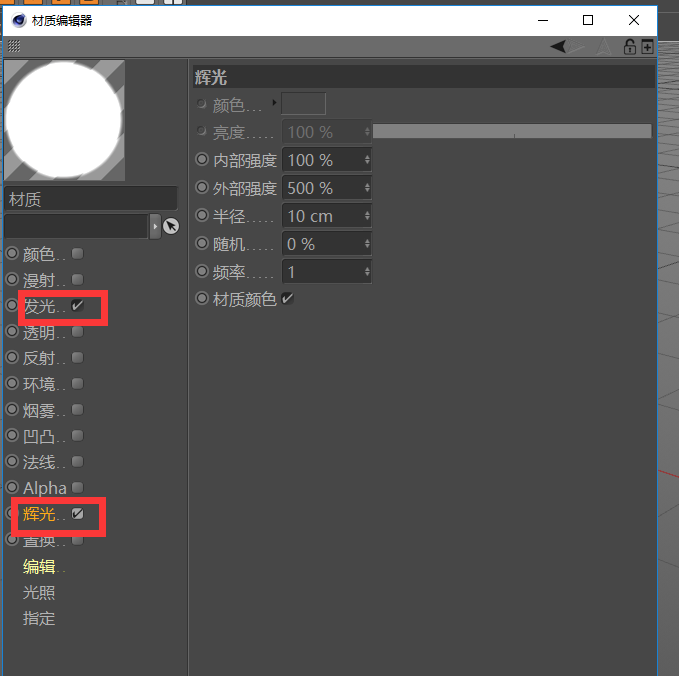 材质编辑器
辉光
颜色...
亮度..... 100 %
内部强度 100 %
外部强度 500 %
半径..... 10 cm
随机..... 0 %
频率..... 1
材质颜色
材质
颜色..
漫射..
发光..
透明..
反射..
环境..
烟雾..
凹凸..
法线..
Alpha
辉光..
置换..
编辑..
光照
指定